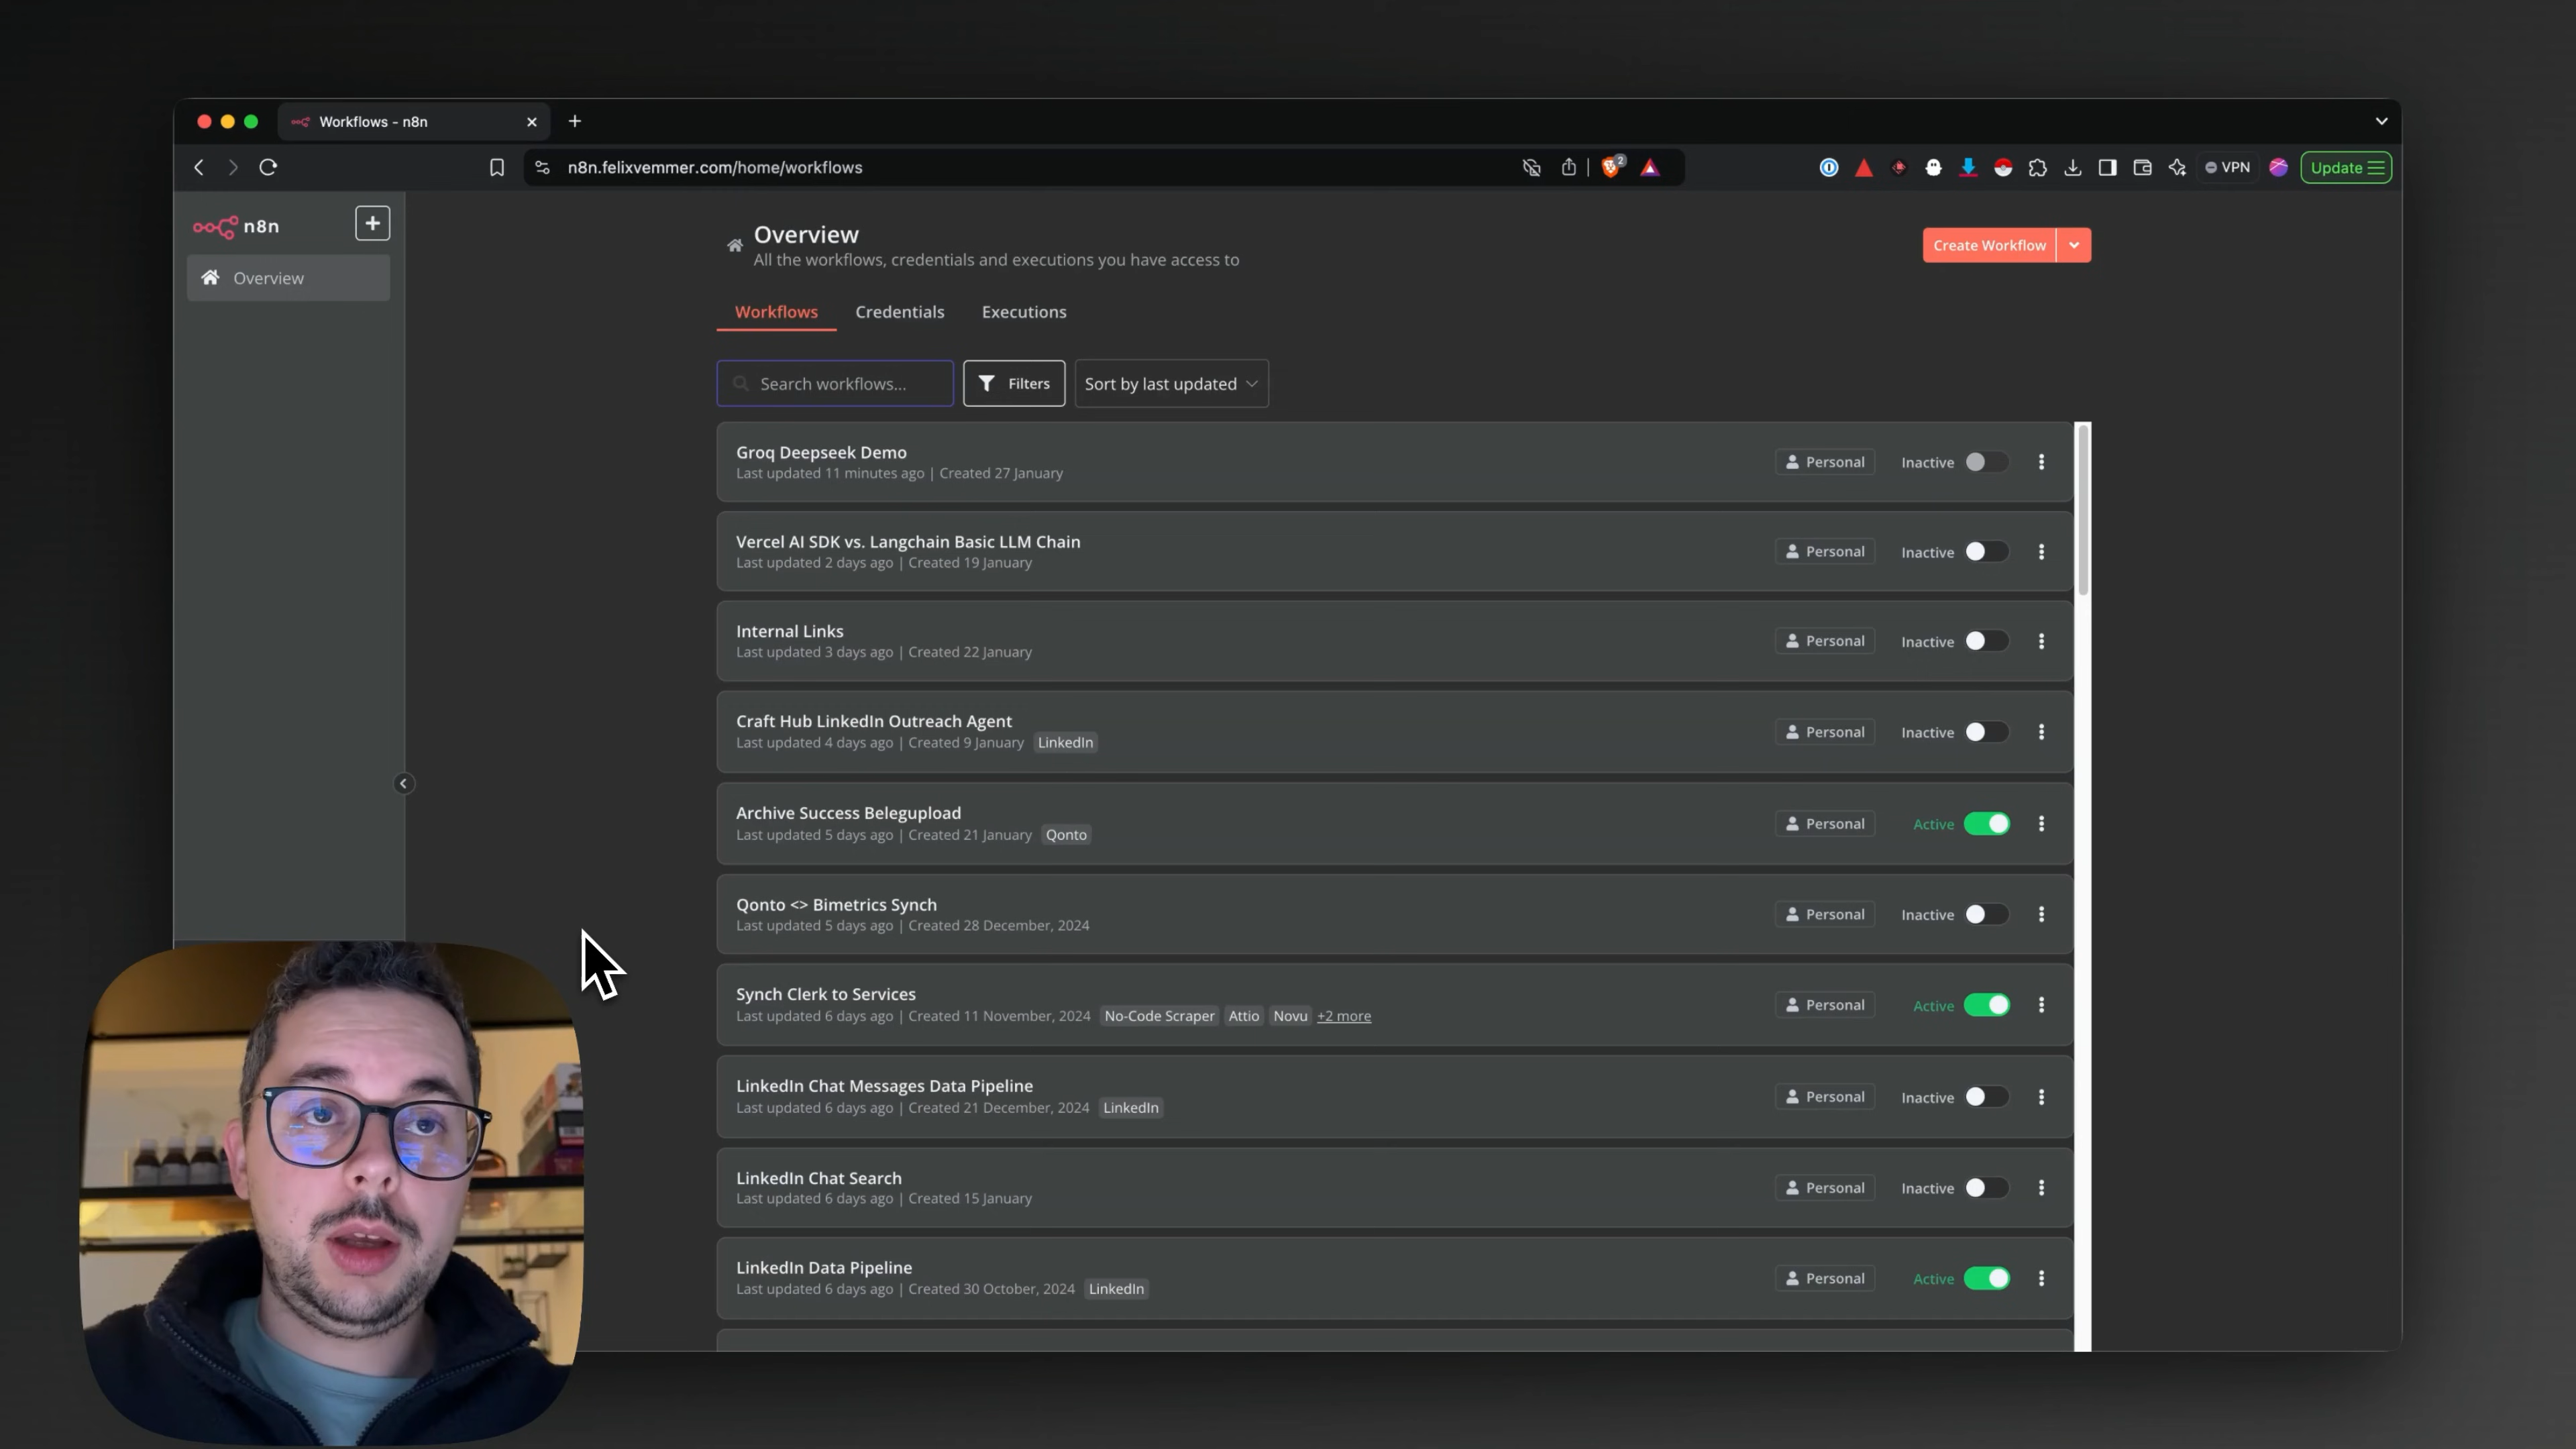 Workflows - n8n
n8n.felixvemmer.com/home/workflows
2
VPN
Update
n8n
Overview
Overview
All the workflows, credentials and executions you have access to
Create Workflow
Workflows
Credentials
Executions
Search workflows...
Filters
Sort by last updated
Groq Deepseek Demo
Last updated 11 minutes ago | Created 27 January
Personal
Inactive
Vercel AI SDK vs. Langchain Basic LLM Chain
Last updated 2 days ago | Created 19 January
Personal
Inactive
Internal Links
Last updated 3 days ago | Created 22 January
Personal
Inactive
Craft Hub LinkedIn Outreach Agent
Last updated 4 days ago | Created 9 January LinkedIn
Personal
Inactive
Archive Success Belegupload
Last updated 5 days ago | Created 21 January Qonto
Personal
Active
Qonto <> Bimetrics Synch
Last updated 5 days ago | Created 28 December, 2024
Personal
Inactive
Synch Clerk to Services
Last updated 6 days ago | Created 11 November, 2024 No-Code Scraper Attio Novu +2 more
Personal
Active
LinkedIn Chat Messages Data Pipeline
Last updated 6 days ago | Created 21 December, 2024 LinkedIn
Personal
Inactive
LinkedIn Chat Search
Last updated 6 days ago | Created 15 January
Personal
Inactive
LinkedIn Data Pipeline
Last updated 6 days ago | Created 30 October, 2024 LinkedIn
Personal
Active